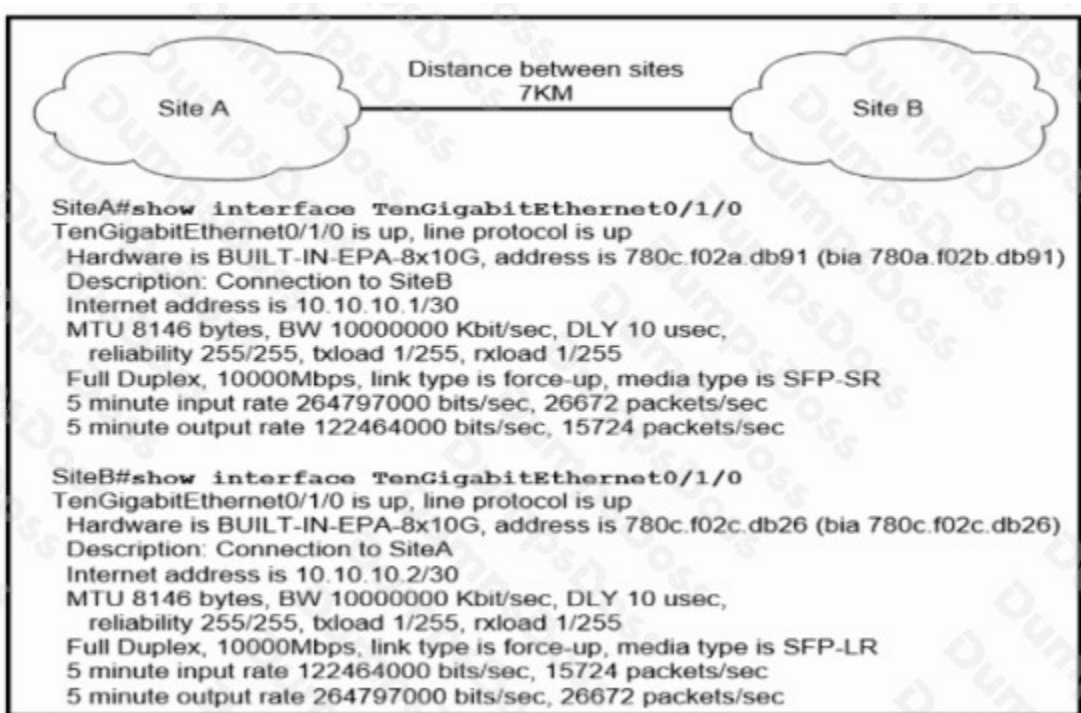 Distance between sites
7KM
Site A
Site B
SiteA#show interface TenGigabitEthernet0/1/0
TenGigabitEthernet0/1/0 is up, line protocol is up
Hardware is BUILT-IN-EPA-8x10G, address is 780c.f02a.db91 (bia 780a.f02b.db91)
Description: Connection to SiteB
Internet address is 10.10.10.1/30
MTU 8146 bytes, BW 10000000 Kbit/sec, DLY 10 usec,
reliability 255/255, txload 1/255, rxload 1/255
Full Duplex, 10000Mbps, link type is force-up, media type is SFP-SR
5 minute input rate 264797000 bits/sec, 26672 packets/sec
5 minute output rate 122464000 bits/sec, 15724 packets/sec
SiteB#show interface TenGigabitEthernet0/1/0
TenGigabitEthernet0/1/0 is up, line protocol is up
Hardware is BUILT-IN-EPA-8x10G, address is 780c.f02c.db26 (bia 780c.f02c.db26)
Description: Connection to SiteA
Internet address is 10.10.10.2/30
MTU 8146 bytes, BW 10000000 Kbit/sec, DLY 10 usec,
reliability 255/255, txload 1/255, rxload 1/255
Full Duplex, 10000Mbps, link type is force-up, media type is SFP-LR
5 minute input rate 122464000 bits/sec, 15724 packets/sec
5 minute output rate 264797000 bits/sec, 26672 packets/sec
DumpsDoss